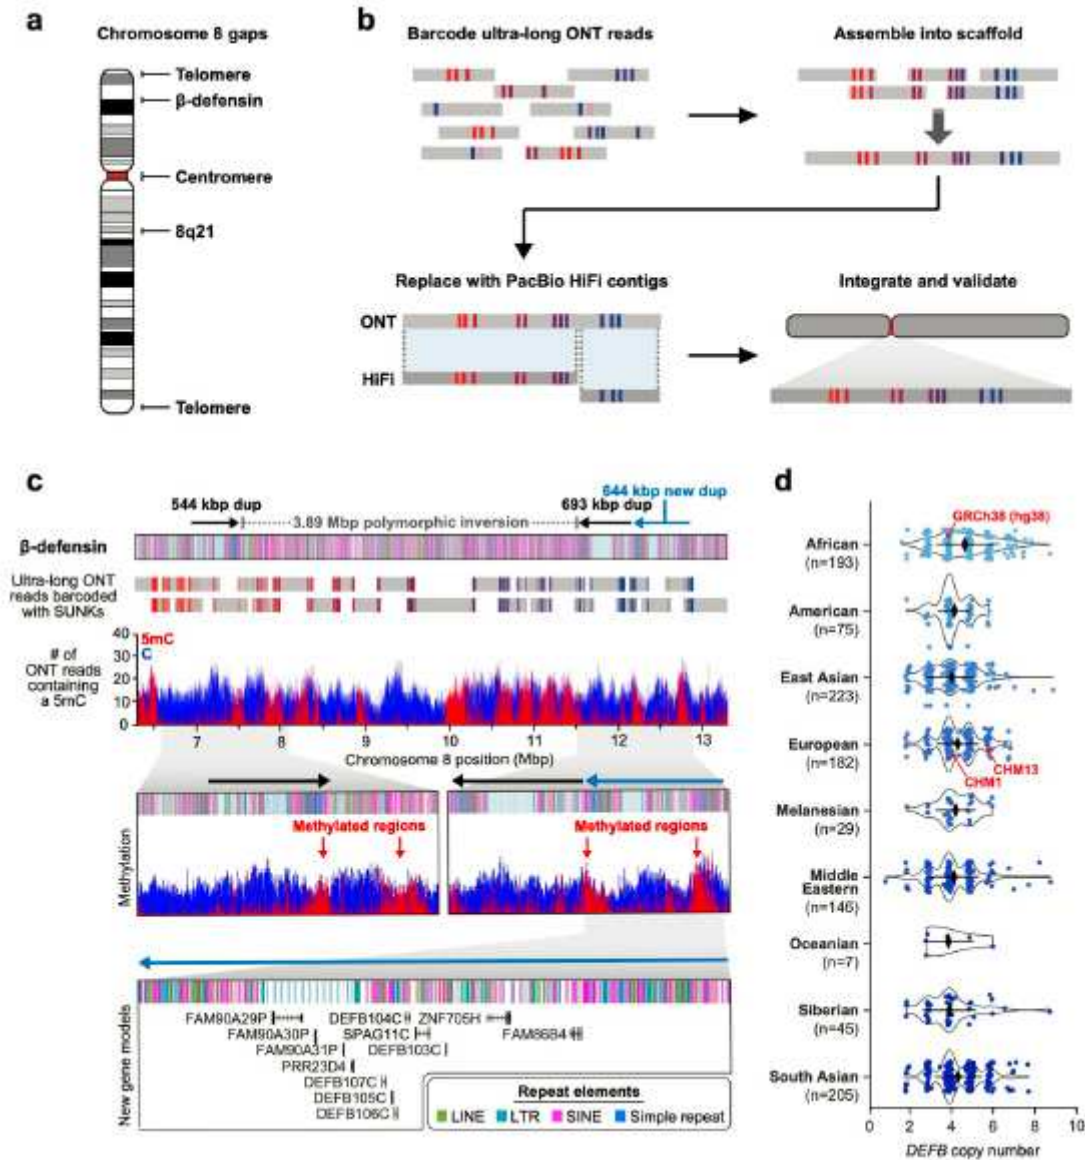 a
Chromosome 8 gaps
Telomere
β-defensin
Centromere
8q21
Telomere
b
Barcode ultra-long ONT reads
Assemble into scaffold
Replace with PacBio HiFi contigs
ONT
HiFi
Integrate and validate
c
544 kbp dup
3.89 Mbp polymorphic inversion
693 kbp dup
644 kbp new dup
β-defensin
Ultra-long ONT
reads barcoded
with SUNKs
# of
ONT reads
containing
a 5mC
40
30
20
10
0
5mC
C
7
8
9
10
11
12
13
Chromosome 8 position (Mbp)
Methylation
Methylated regions
Methylated regions
New gene models
FAM90A29P
DEFB104C
ZNF705H
FAM90A30P
SPAG11C
FAM86B4
FAM90A31P
DEFB103C
PRR23D4
DEFB107C
DEFB105C
DEFB106C
Repeat elements
LINE
LTR
SINE
Simple repeat
d
GRCh38 (hg38)
African
(n=193)
American
(n=75)
East Asian
(n=223)
European
(n=182)
CHM13
CHM1
Melanesian
(n=29)
Middle
Eastern
(n=146)
Oceanian
(n=7)
Siberian
(n=45)
South Asian
(n=205)
0
2
4
6
8
10
DEFB copy number